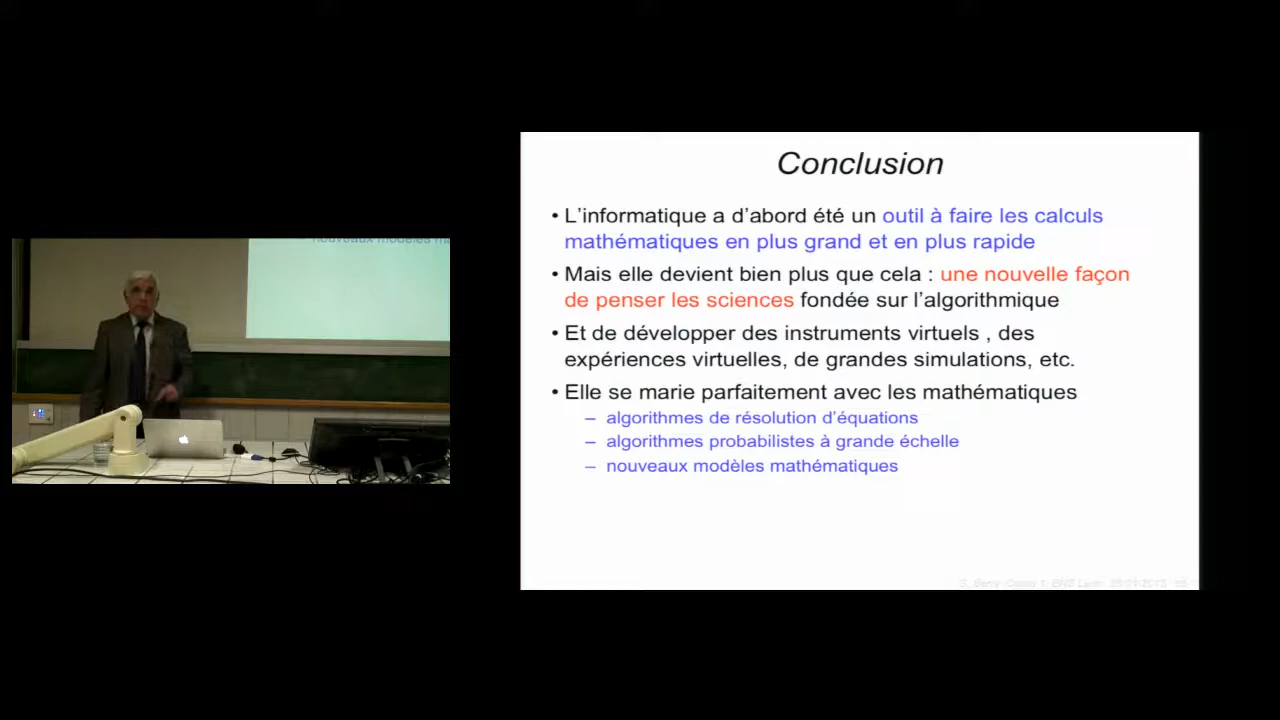 nouveaux modèles ma
Conclusion
• L’informatique a d’abord été un outil à faire les calculs
mathématiques en plus grand et en plus rapide
• Mais elle devient bien plus que cela : une nouvelle façon
de penser les sciences fondée sur l’algorithmique
• Et de développer des instruments virtuels , des
expériences virtuelles, de grandes simulations, etc.
• Elle se marie parfaitement avec les mathématiques
– algorithmes de résolution d’équations
– algorithmes probabilistes à grande échelle
– nouveaux modèles mathématiques